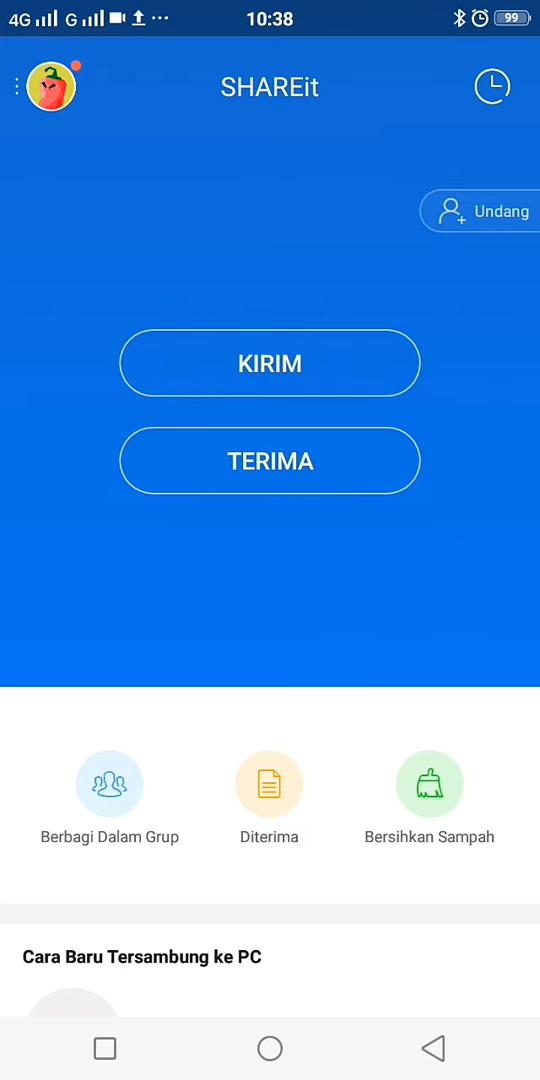 4G G 10:38 99
SHAREit
Undang
KIRIM
TERIMA
Berbagi Dalam Grup
Diterima
Bersihkan Sampah
Cara Baru Tersambung ke PC